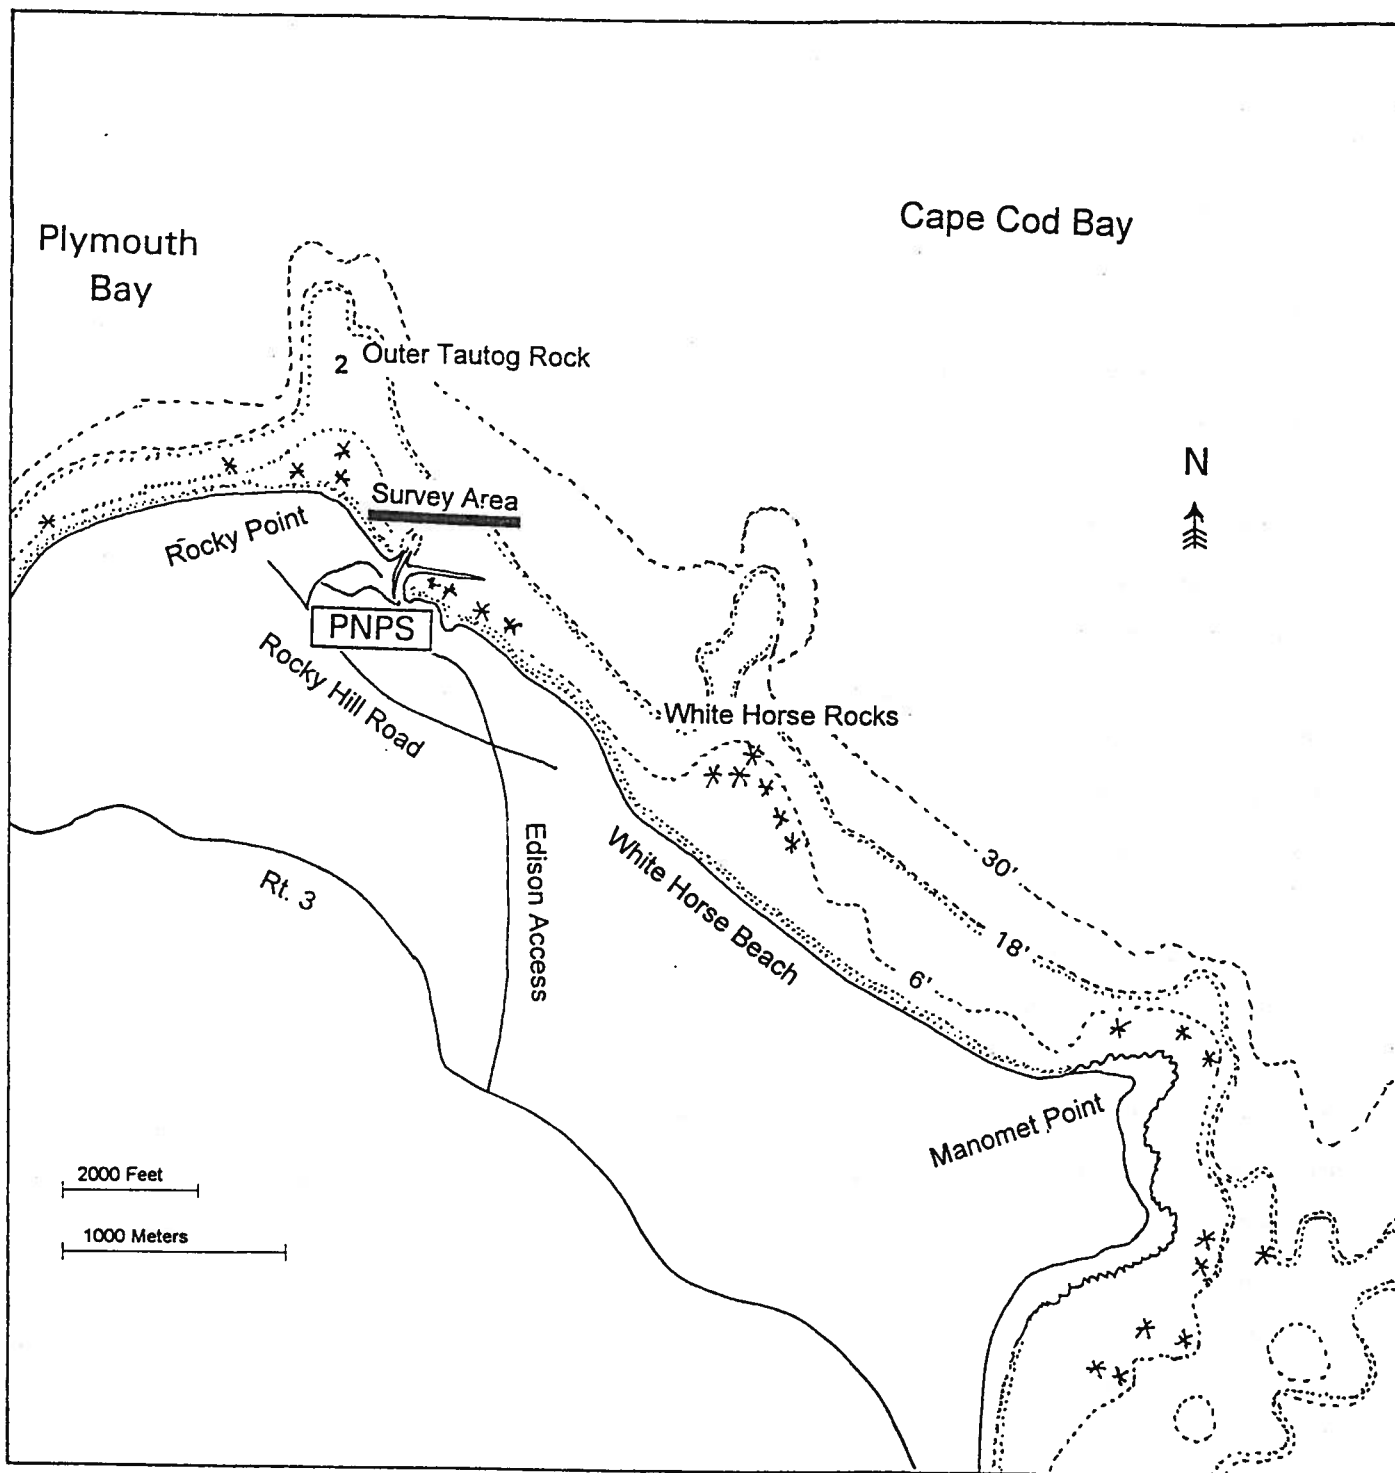 Cape Cod Bay
Plymouth
Bay
2 Outer Tautog Rock
N
Survey Area
Rocky Point
PNPS
Rocky Hill Road
White Horse Rocks
Edison Access
White Horse Beach
30'
18'
6'
Rt. 3
Manomet Point
2000 Feet
1000 Meters